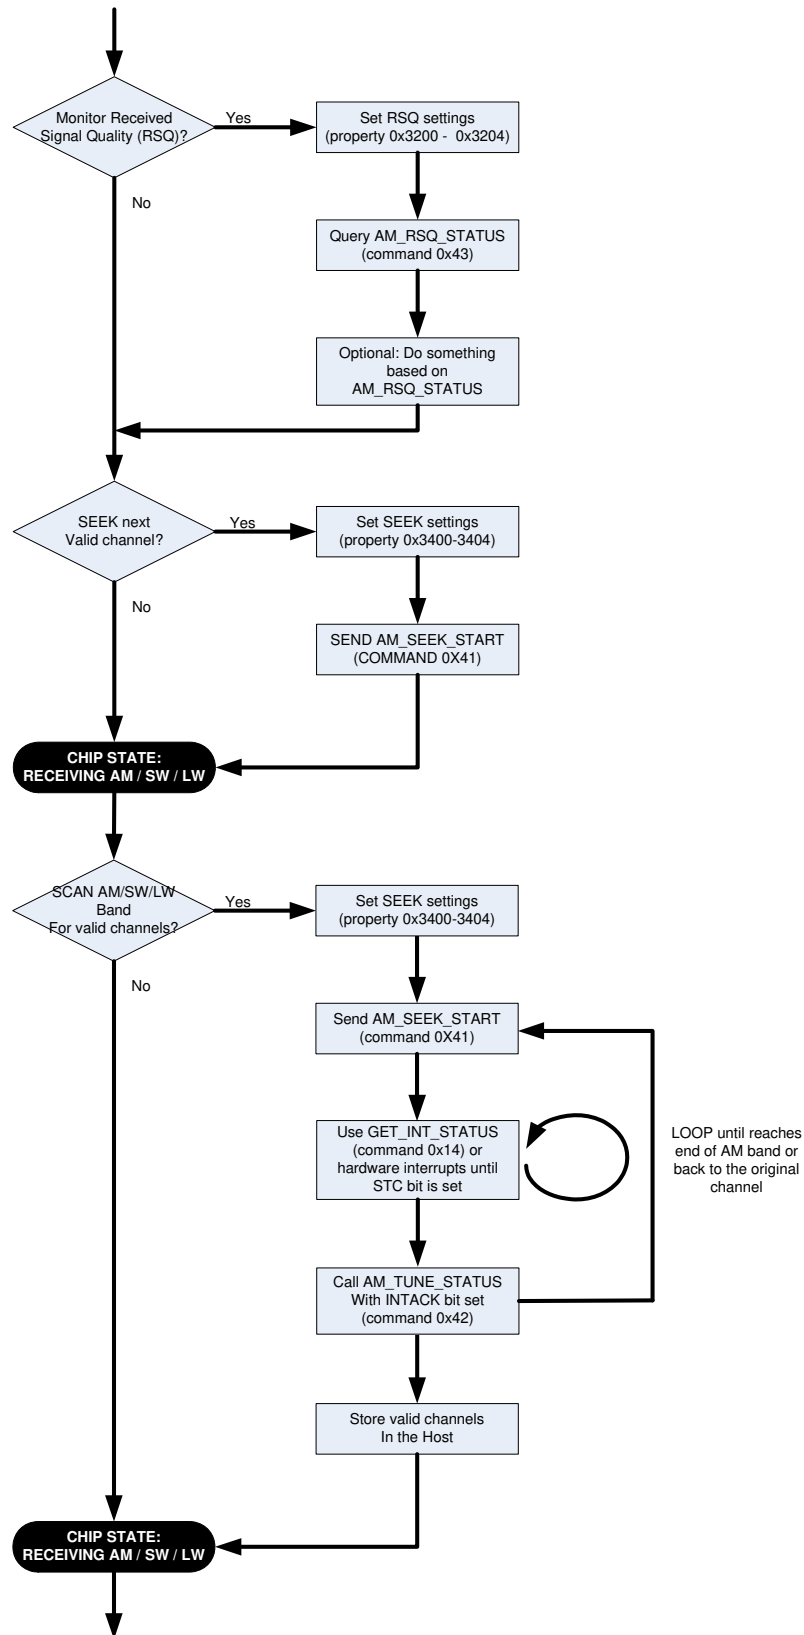 Monitor Received
Signal Quality (RSQ)?
Yes
Set RSQ settings
(property 0x3200 - 0x3204)
No
Query AM_RSQ_STATUS
(command 0x43)
Optional: Do something
based on
AM_RSQ_STATUS
SEEK next
Valid channel?
Yes
Set SEEK settings
(property 0x3400-3404)
No
SEND AM_SEEK_START
(COMMAND 0X41)
CHIP STATE:
RECEIVING AM / SW / LW
SCAN AM/SW/LW
Band
For valid channels?
Yes
Set SEEK settings
(property 0x3400-3404)
No
Send AM_SEEK_START
(command 0X41)
Use GET_INT_STATUS
(command 0x14) or
hardware interrupts until
STC bit is set
LOOP until reaches
end of AM band or
back to the original
channel
Call AM_TUNE_STATUS
With INTACK bit set
(command 0x42)
Store valid channels
In the Host
CHIP STATE:
RECEIVING AM / SW / LW